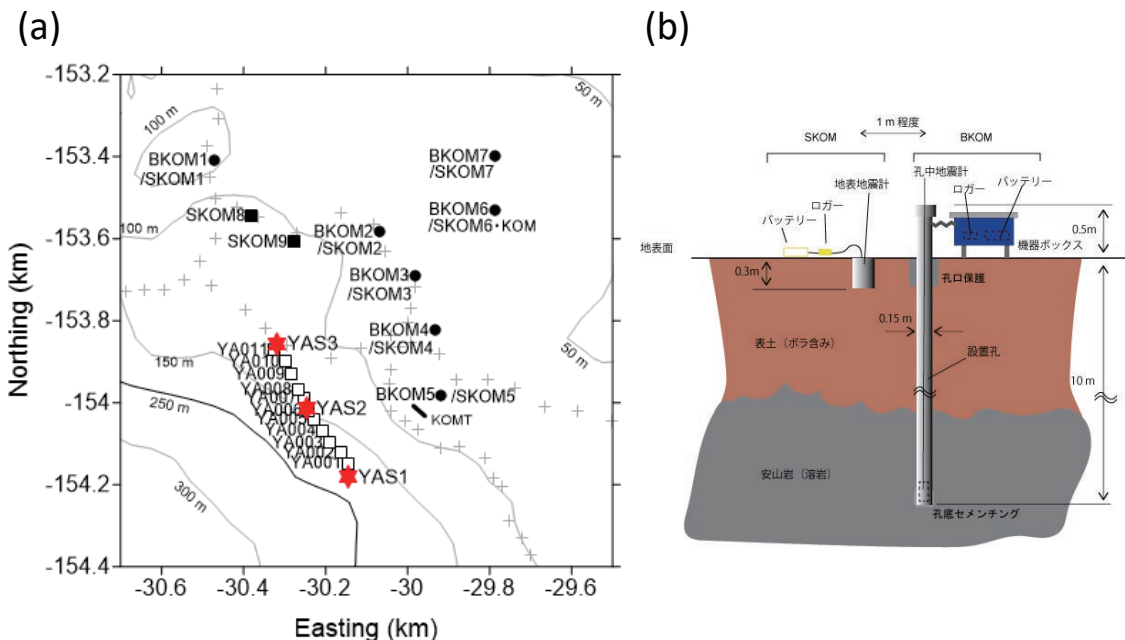 (a)
(b)
Northing (km)
-153.2
-153.4
-153.6
-153.8
-154
-154.2
-154.4
-30.6
-30.4
-30.2
-30
-29.8
-29.6
Easting (km)
100 m
50 m
BKOM1
/SKOM1
BKOM7
/SKOM7
SKOM8
100 m
SKOM9
BKOM2
/SKOM2
BKOM6
/SKOM6・KOM
BKOM3
/SKOM3
BKOM4
/SKOM4
50 m
YA011
YAS3
YA010
YA009
150 m
YA008
YA007
YA006
YAS2
YA005
YA004
YA003
YA002
YA001
YAS1
BKOM5
/SKOM5
KOMT
250 m
300 m
1 m 程度
SKOM
BKOM
孔中地震計
ロガー
バッテリー
地表地震計
バッテリー
ロガー
0.5m
機器ボックス
地表面
0.3m
孔口保護
0.15 m
表土（ボラ含み）
設置孔
10 m
安山岩（溶岩）
孔底セメンチング